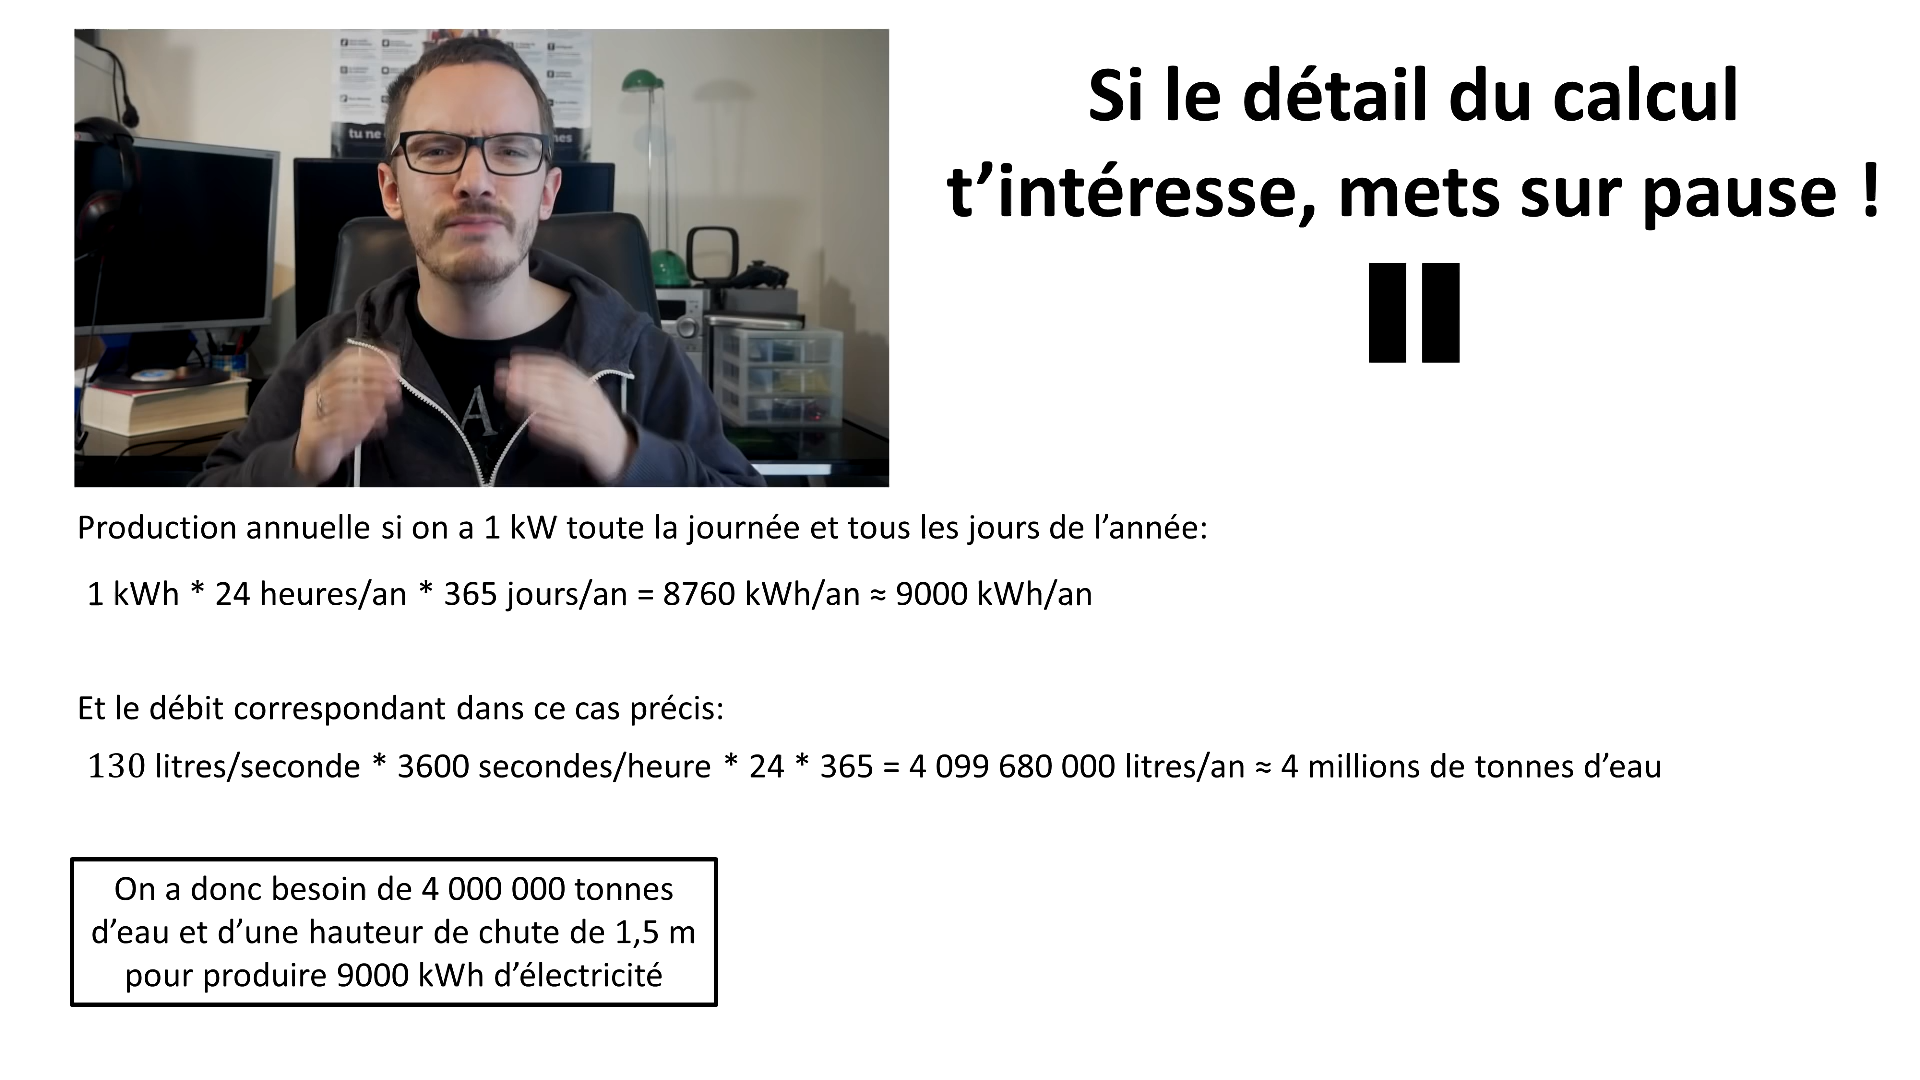 tu ne
mes
A
Si le détail du calcul
t’intéresse, mets sur pause !
Production annuelle si on a 1 kW toute la journée et tous les jours de l’année:
1 kWh * 24 heures/an * 365 jours/an = 8760 kWh/an ≈ 9000 kWh/an
Et le débit correspondant dans ce cas précis:
130 litres/seconde * 3600 secondes/heure * 24 * 365 = 4 099 680 000 litres/an ≈ 4 millions de tonnes d’eau
On a donc besoin de 4 000 000 tonnes
d’eau et d’une hauteur de chute de 1,5 m
pour produire 9000 kWh d’électricité